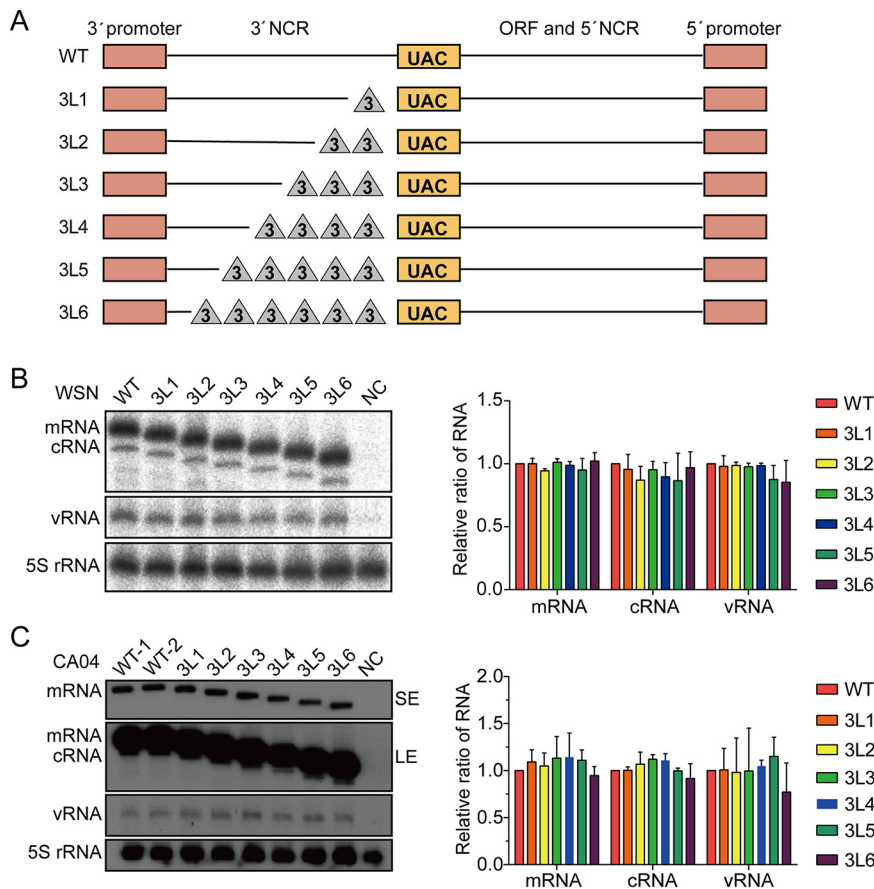 A
3´promoter 3´NCR ORF and 5´NCR 5´promoter
WT UAC
3L1 3 UAC
3L2 3 3 UAC
3L3 3 3 3 UAC
3L4 3 3 3 3 UAC
3L5 3 3 3 3 3 UAC
3L6 3 3 3 3 3 3 UAC
B
WSN WT 3L1 3L2 3L3 3L4 3L5 3L6 NC
mRNA
cRNA
vRNA
5S rRNA
Relative ratio of RNA
1.5
1.0
0.5
0.0
mRNA cRNA vRNA
WT
3L1
3L2
3L3
3L4
3L5
3L6
C
CA04 WT-1 WT-2 3L1 3L2 3L3 3L4 3L5 3L6 NC
mRNA SE
mRNA
cRNA LE
vRNA
5S rRNA
Relative ratio of RNA
2.0
1.5
1.0
0.5
0.0
mRNA cRNA vRNA
WT
3L1
3L2
3L3
3L4
3L5
3L6